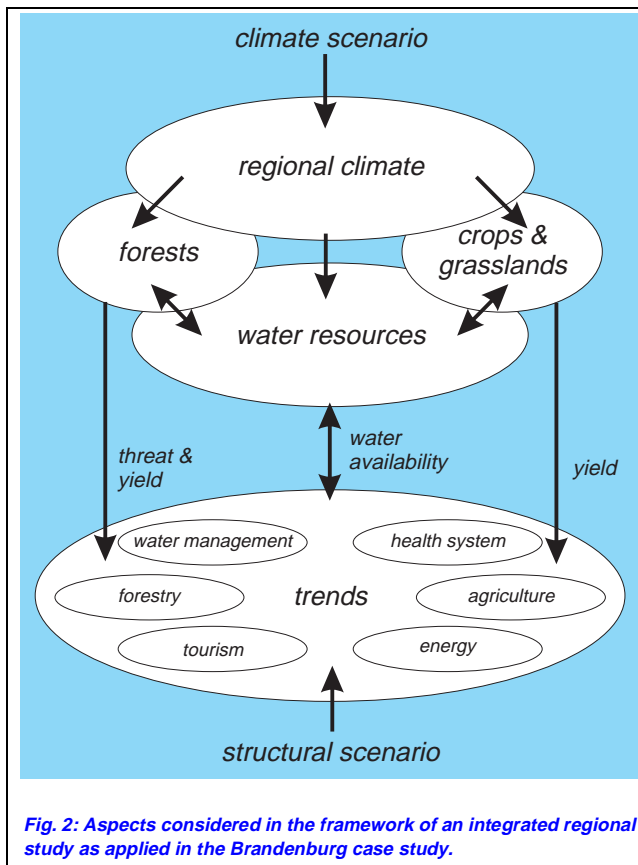 climate scenario
regional climate
forests
crops &
grasslands
water resources
threat &
yield
water
availability
yield
water management
health system
forestry
trends
agriculture
tourism
energy
structural scenario
Fig. 2: Aspects considered in the framework of an integrated regional
study as applied in the Brandenburg case study.